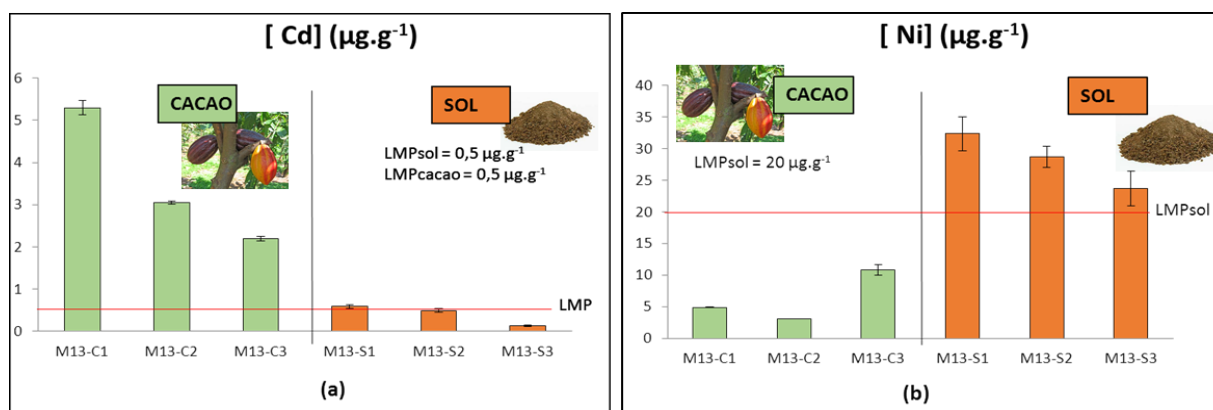 [ Cd] (µg.g⁻¹)
6
5
4
3
2
1
0
CACAO
SOL
LMPsol = 0,5 µg.g⁻¹
LMPcacao = 0,5 µg.g⁻¹
LMP
M13-C1 M13-C2 M13-C3 M13-S1 M13-S2 M13-S3
(a)
[ Ni] (µg.g⁻¹)
40
35
30
25
20
15
10
5
0
CACAO
SOL
LMPsol = 20 µg.g⁻¹
LMPsol
M13-C1 M13-C2 M13-C3 M13-S1 M13-S2 M13-S3
(b)